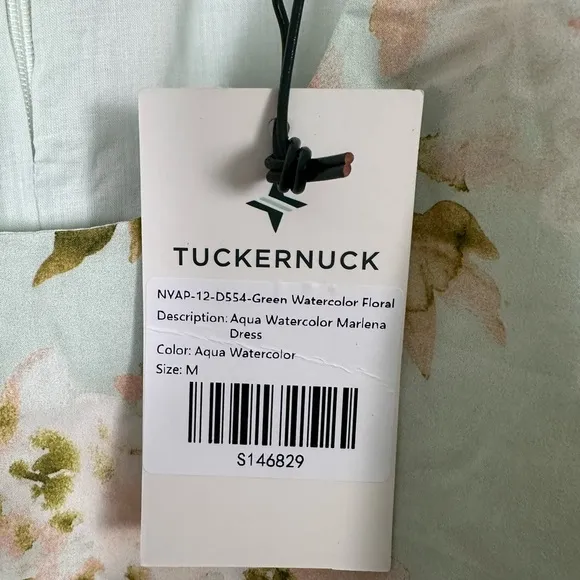 TUCKERNUCK
NVAP-12-D554-Green Watercolor Floral
Description: Aqua Watercolor Marlena
Dress
Color: Aqua Watercolor
Size: M
S146829